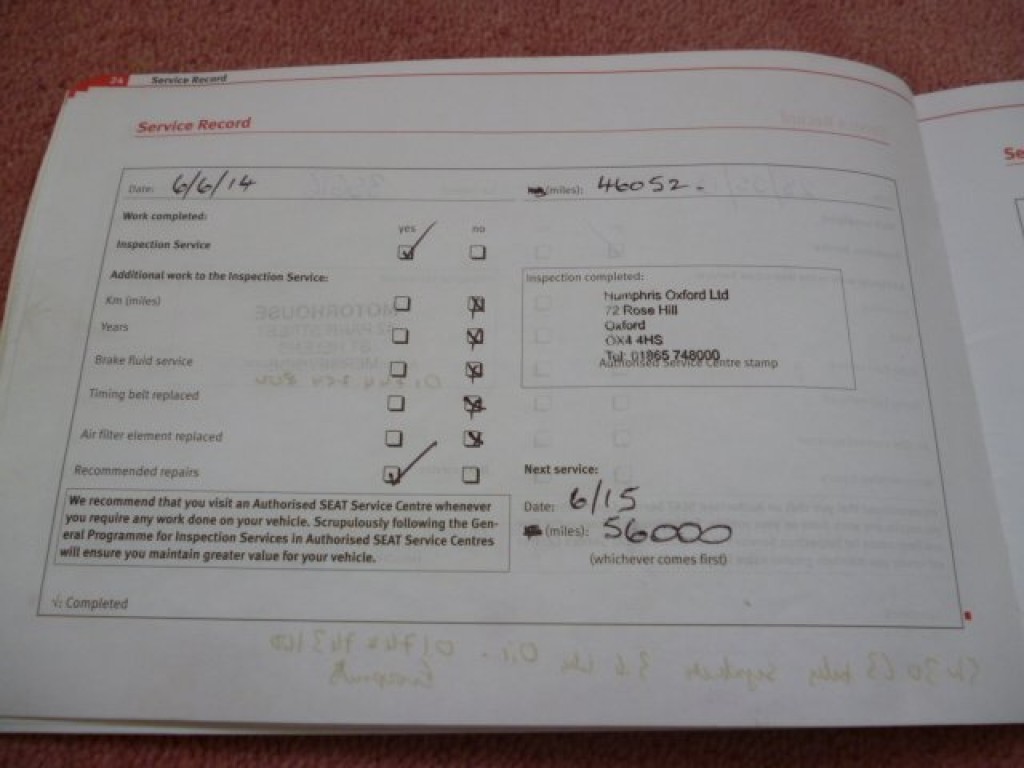 24 Service Record
Service Record
Date: 6/6/14
(miles): 46052.
Work completed:
yes no
Inspection Service
Additional work to the Inspection Service:
Km (miles)
Years
Brake fluid service
Timing belt replaced
Air filter element replaced
Recommended repairs
Inspection completed:
Humphris Oxford Ltd
72 Rose Hill
Oxford
OX4 4HS
Tel: 01865 748000
Authorised Service Centre stamp
We recommend that you visit an Authorised SEAT Service Centre whenever
you require any work done on your vehicle. Scrupulously following the Gen-
eral Programme for Inspection Services in Authorised SEAT Service Centres
will ensure you maintain greater value for your vehicle.
Next service:
Date: 6/15
(miles): 56000
(whichever comes first)
√: Completed
Se